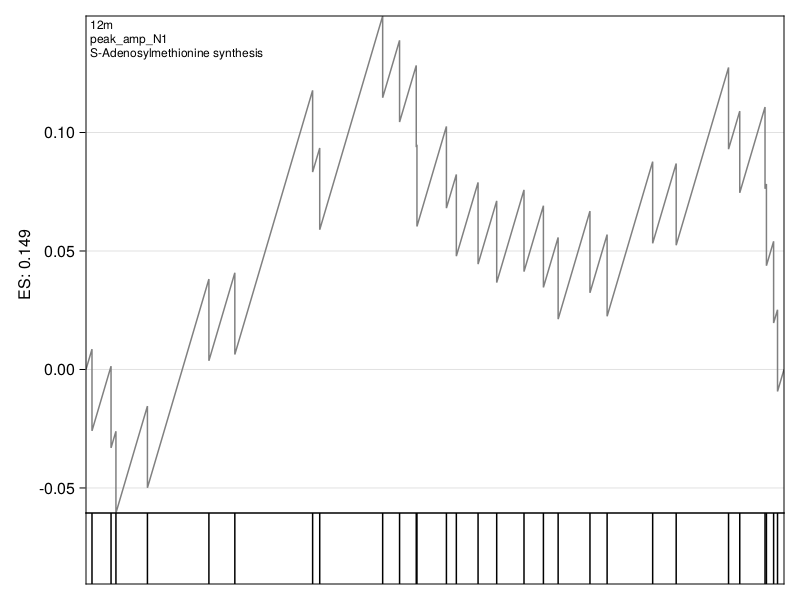 12m
peak_amp_N1
S-Adenosylmethionine synthesis
0.10
0.05
0.00
-0.05
ES: 0.149